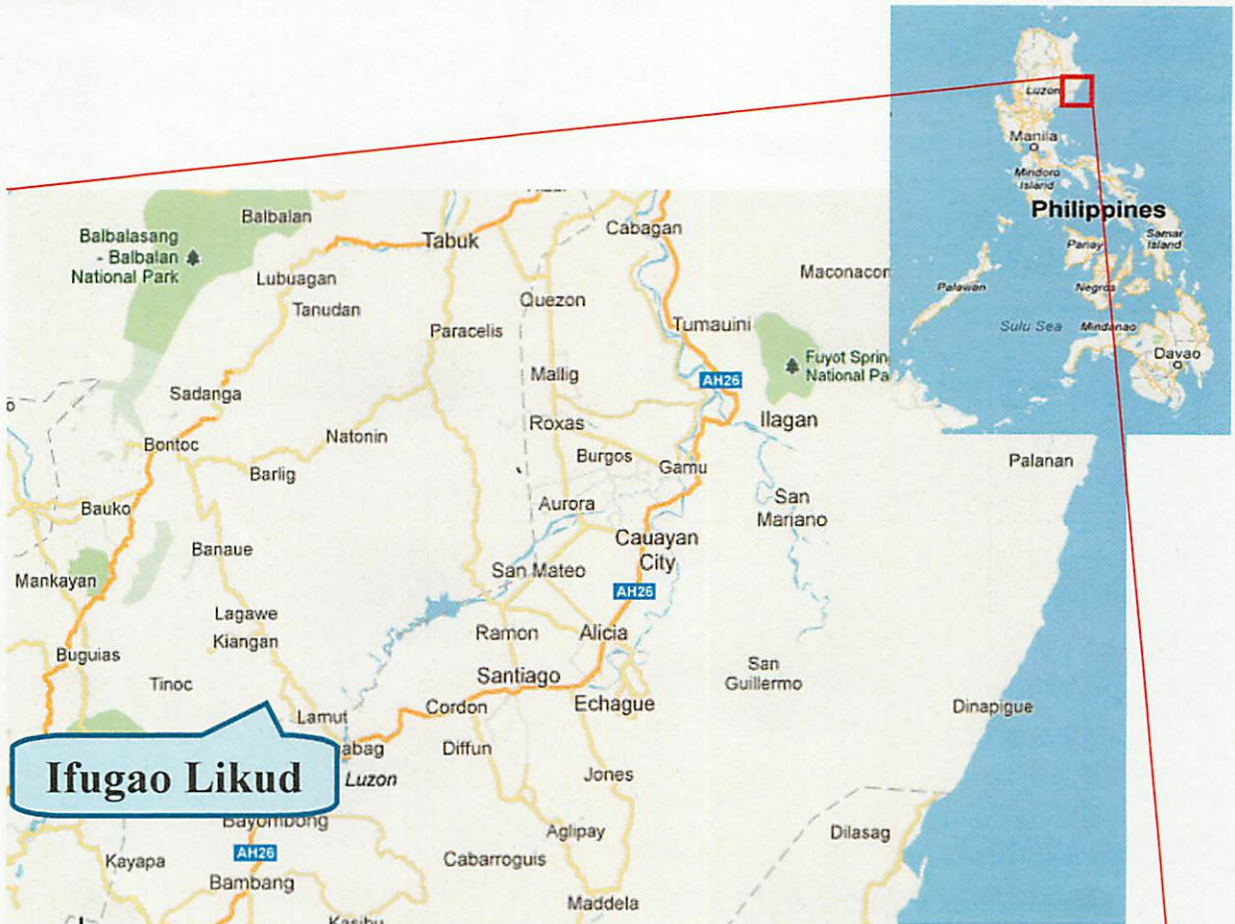 Luzon
Manila
Mindoro
Island
Philippines
Samar
Island
Panay
Palawan
Negros
Sulu Sea
Mindanao
Davao
Balbalan
Balbalasang
- Balbalan
National Park
Tabuk
Cabagan
Lubuagan
Maconacon
Tanudan
Quezon
Paracelis
Tumauini
Fuyot Spring
National Pa
Mallig
AH26
Sadanga
Ilagan
Roxas
Natonin
Bontoc
Burgos
Gamu
Palanan
Barlig
Bauko
Aurora
San
Mariano
Cauayan
City
Banaue
San Mateo
Mankayan
AH26
Lagawe
Kiangan
Ramon
Alicia
Buguias
San
Guillermo
Tinoc
Santiago
Echague
Cordon
Dinapigue
Lamut
abag
Diffun
Ifugao Likud
Luzon
Jones
Bayombong
Aglipay
Dilasag
AH26
Kayapa
Cabarroguis
Bambang
Maddela
Kasibu